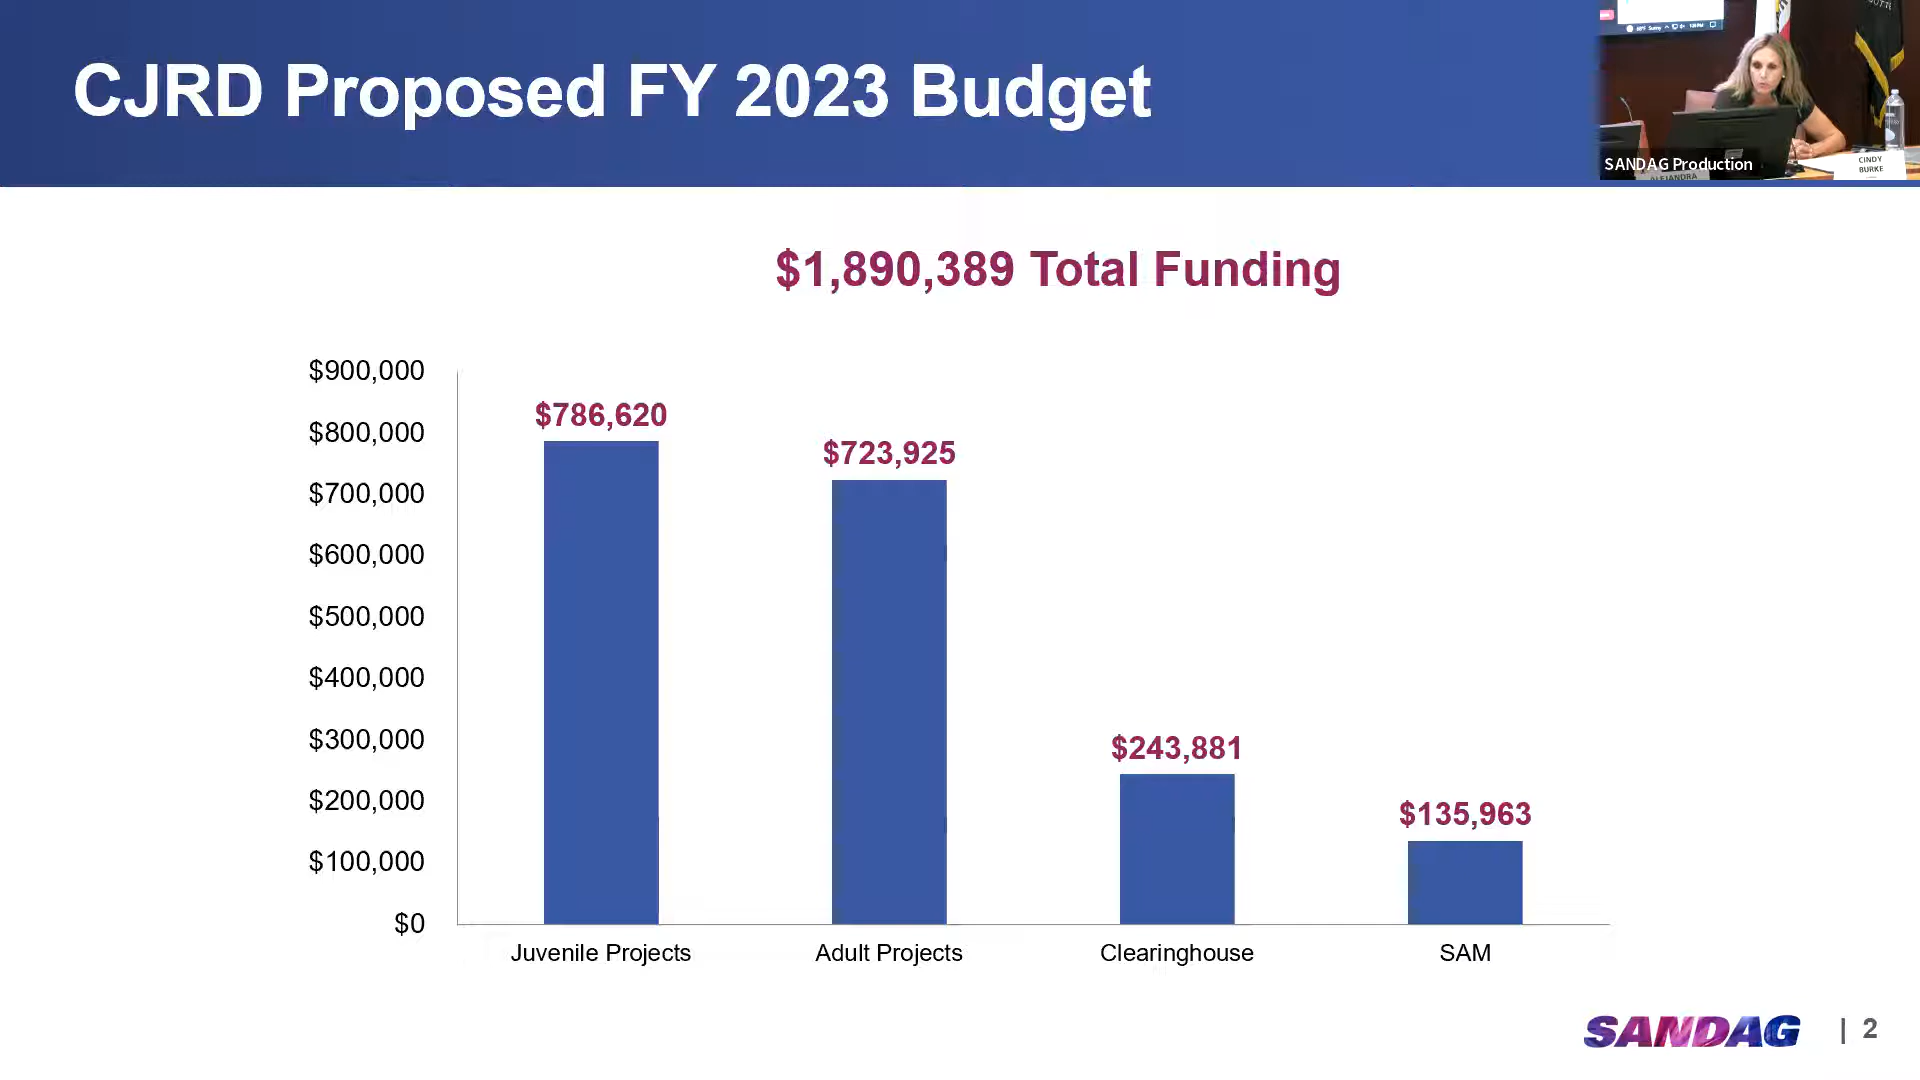 CJRD Proposed FY 2023 Budget
SANDAG Production
ALEJANDRA
CINDY
BURKE
$1,890,389 Total Funding
$900,000
$800,000
$700,000
$600,000
$500,000
$400,000
$300,000
$200,000
$100,000
$0
$786,620
$723,925
$243,881
$135,963
Juvenile Projects
Adult Projects
Clearinghouse
SAM
SANDAG
| 2